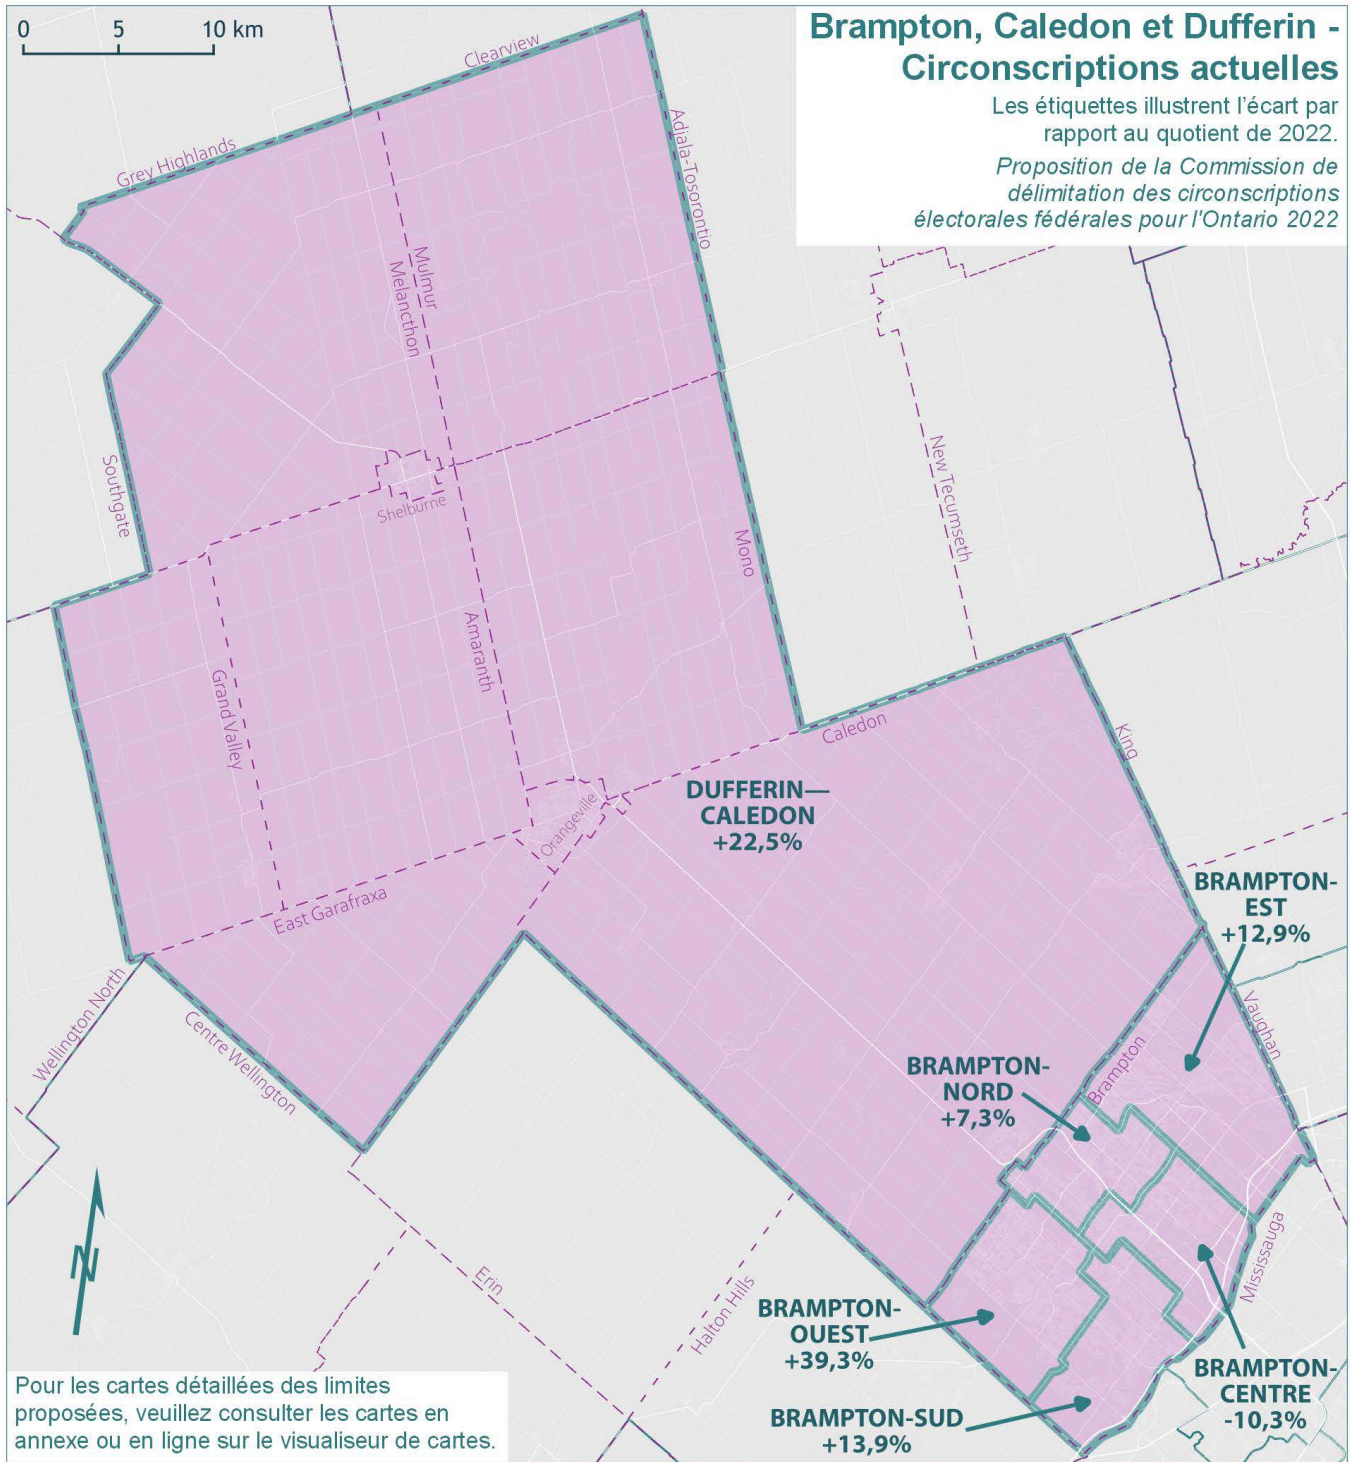 0 5 10 km
Brampton, Caledon et Dufferin -
Circonscriptions actuelles
Les étiquettes illustrent l'écart par
rapport au quotient de 2022.
Proposition de la Commission de
délimitation des circonscriptions
électorales fédérales pour l'Ontario 2022
Clearview
Grey Highlands
Adjala-Tosorontio
Mulmur
Melancthon
New Tecumseth
Southgate
Shelburne
Mono
Amaranth
Grand Valley
Caledon
King
DUFFERIN—
CALEDON
+22,5%
Orangeville
East Garafraxa
BRAMPTON-
EST
+12,9%
Wellington North
Centre Wellington
Vaughan
Brampton
BRAMPTON-
NORD
+7,3%
Mississauga
Erin
Halton Hills
BRAMPTON-
OUEST
+39,3%
BRAMPTON-
CENTRE
-10,3%
BRAMPTON-SUD
+13,9%
N
Pour les cartes détaillées des limites
proposées, veuillez consulter les cartes en
annexe ou en ligne sur le visualiseur de cartes.